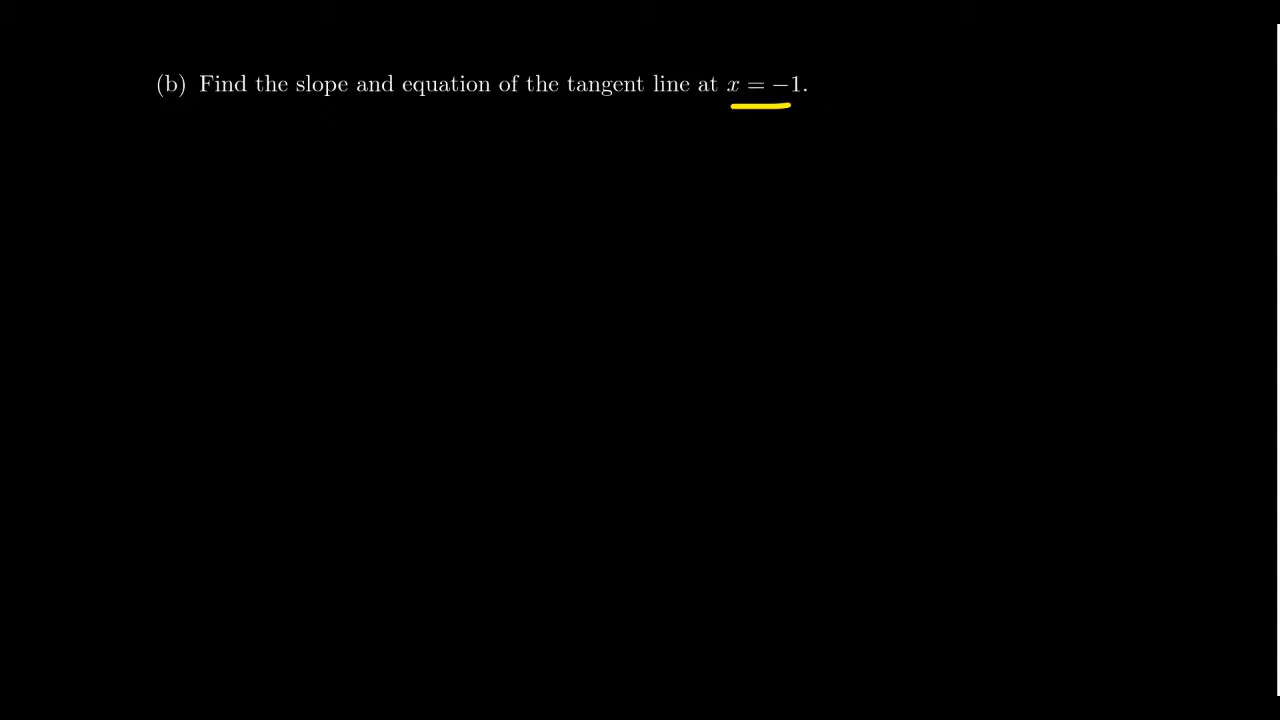 (b) Find the slope and equation of the tangent line at x = −1.